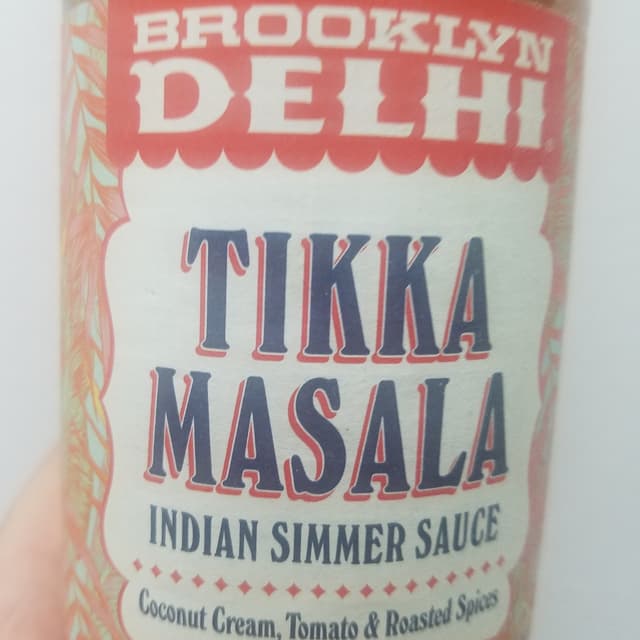 BROOKLYN
DELHI
TIKKA
MASALA
INDIAN SIMMER SAUCE
Coconut Cream, Tomato & Roasted Spices